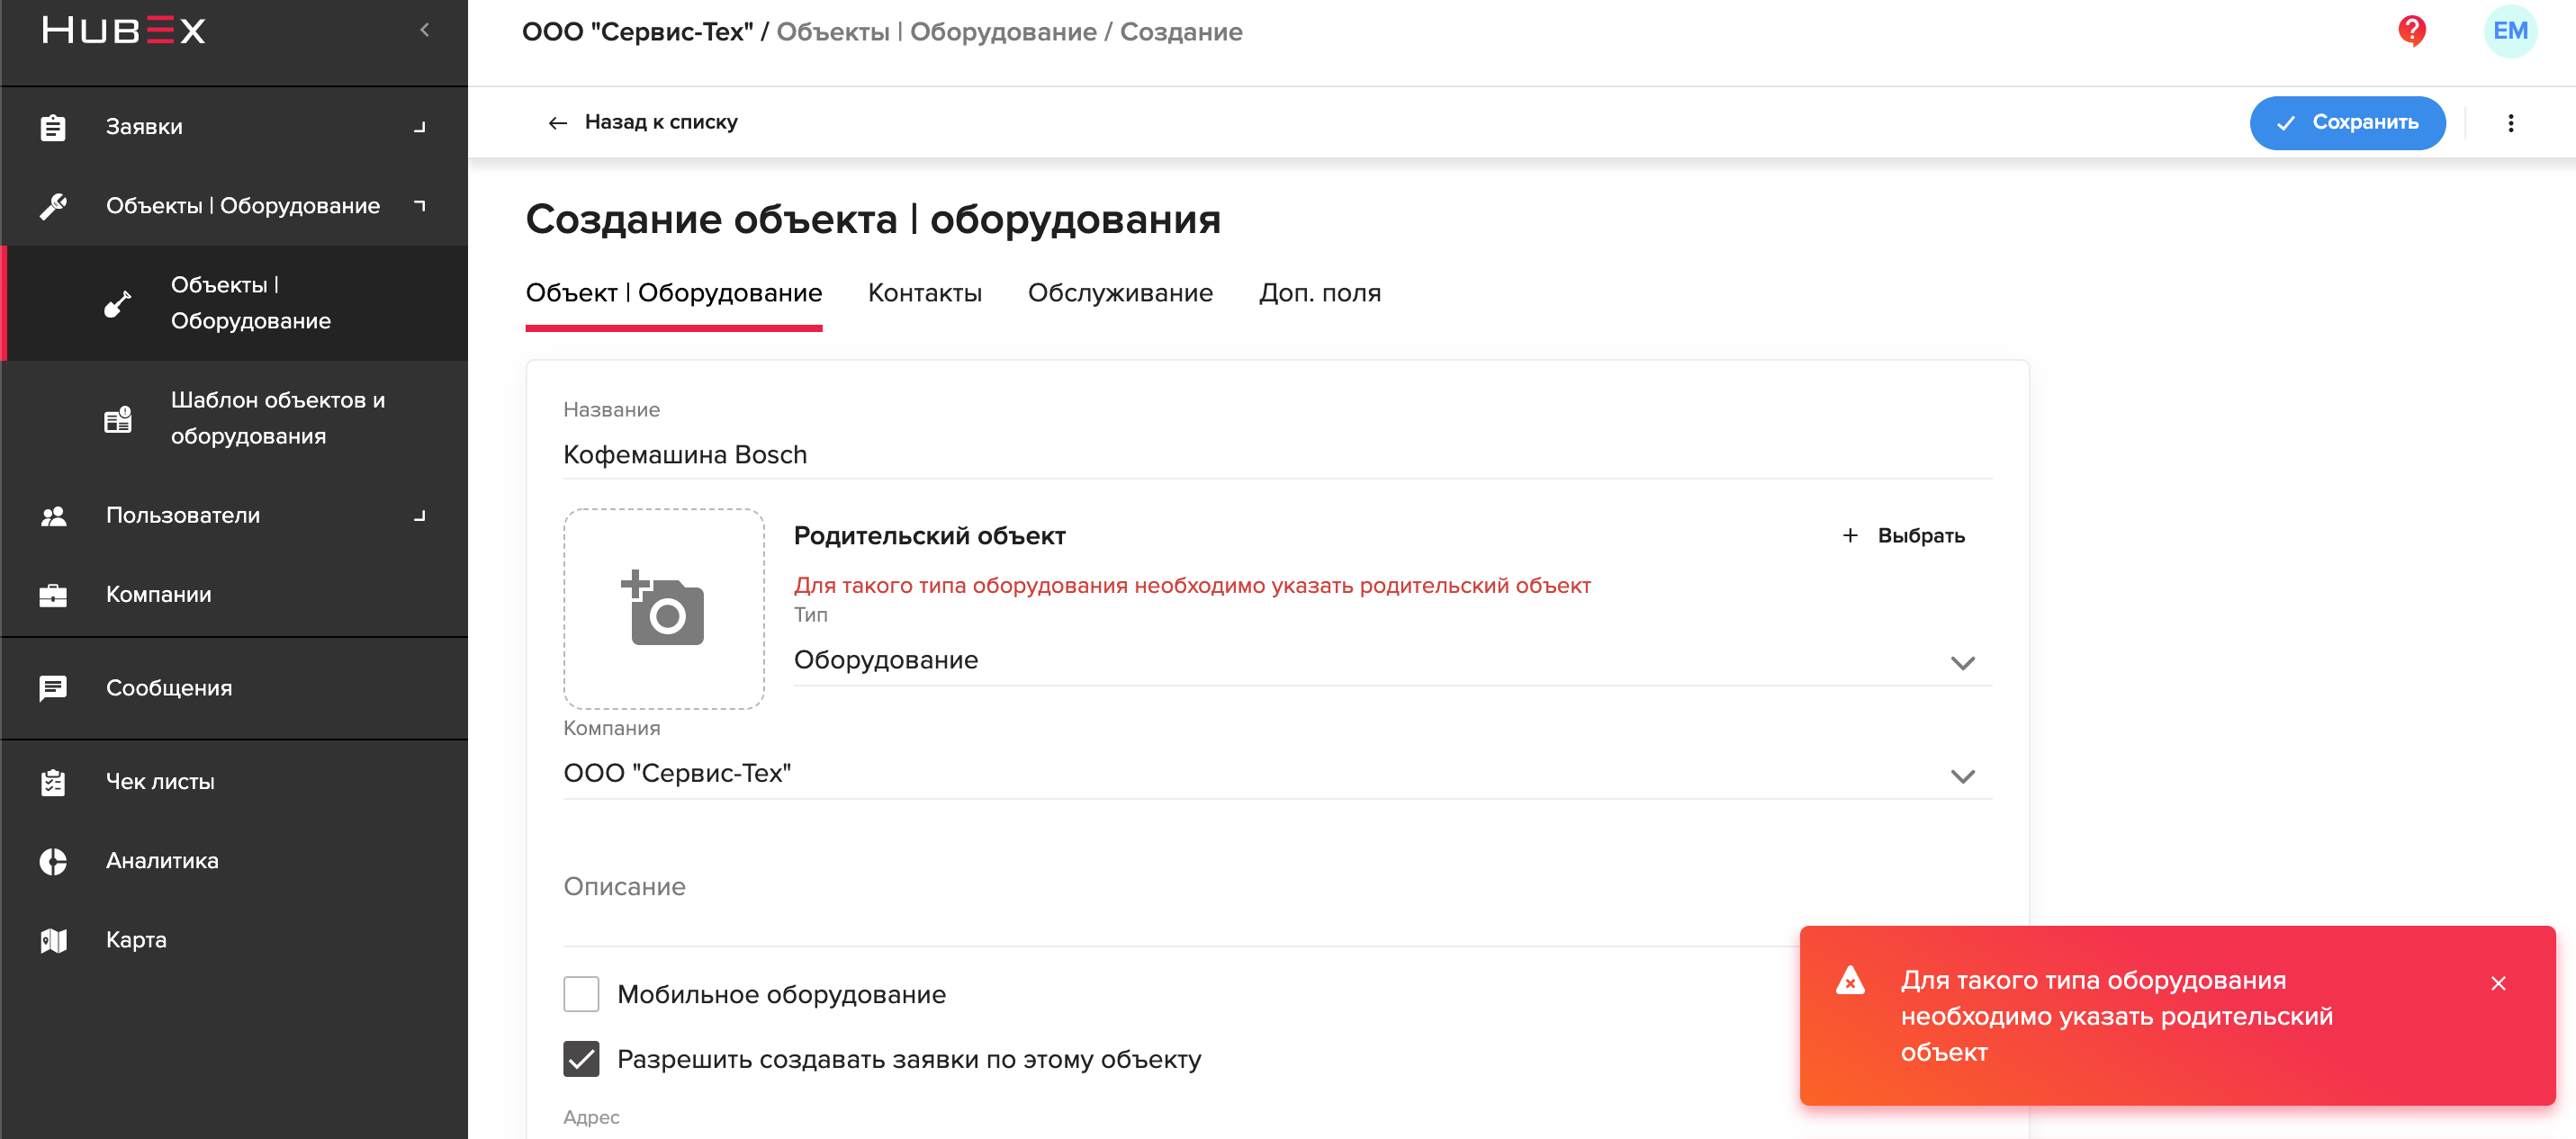 HUBEX
Заявки
Объекты | Оборудование
Объекты |
Оборудование
Шаблон объектов и
оборудования
Пользователи
Компании
Сообщения
Чек листы
Аналитика
Карта
ООО "Сервис-Тех" / Объекты | Оборудование / Создание
?
EM
Назад к списку
Сохранить
Создание объекта | оборудования
Объект | Оборудование
Контакты
Обслуживание
Доп. поля
Название
Кофемашина Bosch
Родительский объект
+ Выбрать
Для такого типа оборудования необходимо указать родительский объект
Тип
Оборудование
Компания
ООО "Сервис-Тех"
Описание
Мобильное оборудование
Разрешить создавать заявки по этому объекту
Адрес
Для такого типа оборудования
необходимо указать родительский
объект